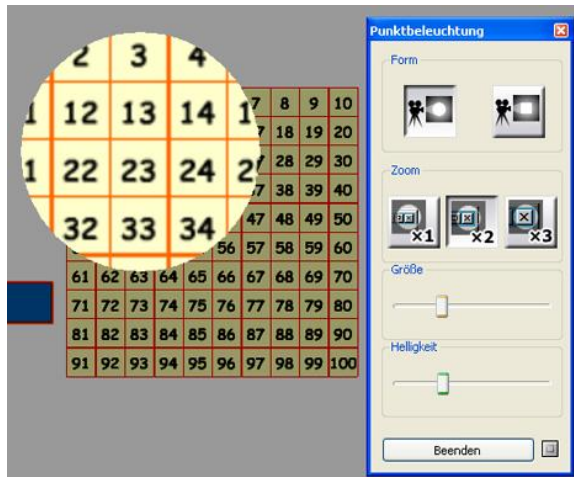 2 3 4
12 13 14 7 8 9 10
18 19 20
22 23 24 28 29 30
38 39 40
32 33 34 47 48 49 50
56 57 58 59 60
61 62 63 64 65 66 67 68 69 70
71 72 73 74 75 76 77 78 79 80
81 82 83 84 85 86 87 88 89 90
91 92 93 94 95 96 97 98 99 100
Punktbeleuchtung
Form
Zoom
×1 ×2 ×3
Größe
Helligkeit
Beenden